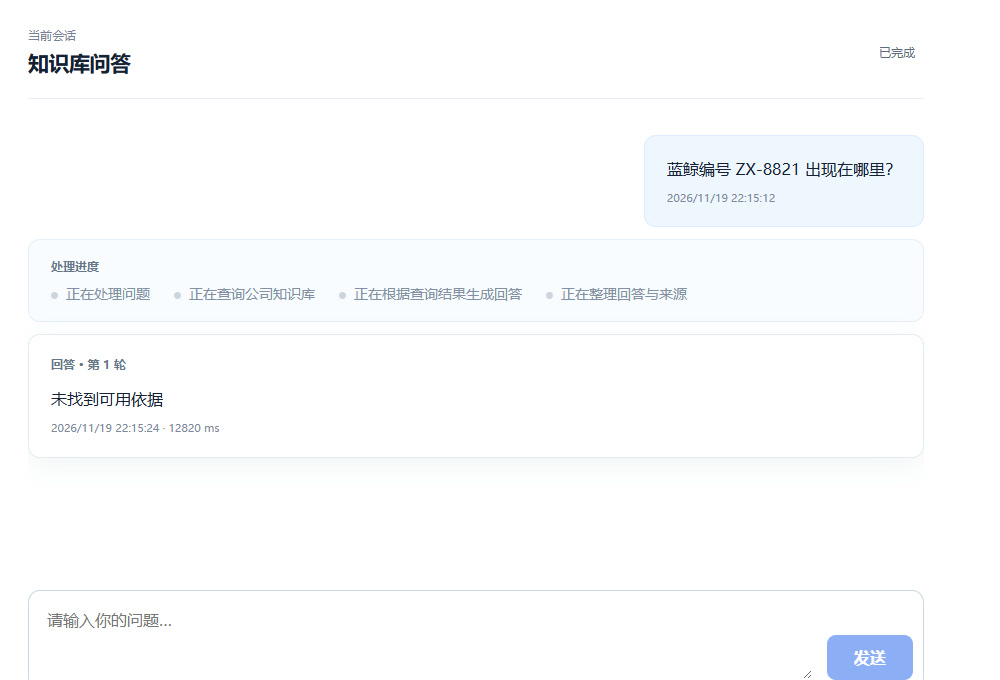 当前会话
知识库问答
已完成
蓝鲸编号 ZX-8821 出现在哪里?
2026/11/19 22:15:12
处理进度
正在处理问题 正在查询公司知识库 正在根据查询结果生成回答 正在整理回答与来源
回答 • 第 1 轮
未找到可用依据
2026/11/19 22:15:24 · 12820 ms
请输入你的问题...
发送